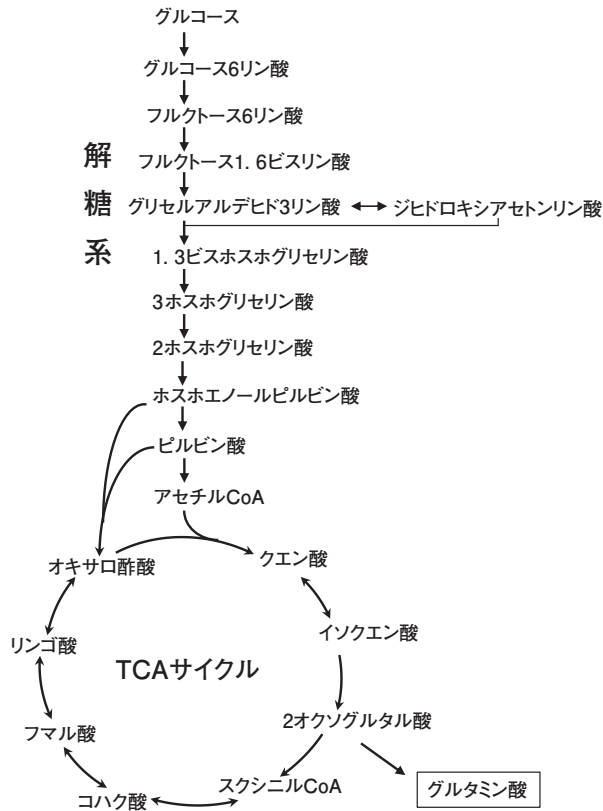 グルコース
グルコース6リン酸
フルクトース6リン酸
フルクトース1. 6ビスリン酸
解糖系
グリセルアルデヒド3リン酸
ジヒドロキシアセトンリン酸
1. 3ビスホスホグリセリン酸
3ホスホグリセリン酸
2ホスホグリセリン酸
ホスホエノールピルビン酸
ピルビン酸
アセチルCoA
オキサロ酢酸
クエン酸
イソクエン酸
リンゴ酸
TCAサイクル
2オクソグルタル酸
フマル酸
スクシニルCoA
グルタミン酸
コハク酸